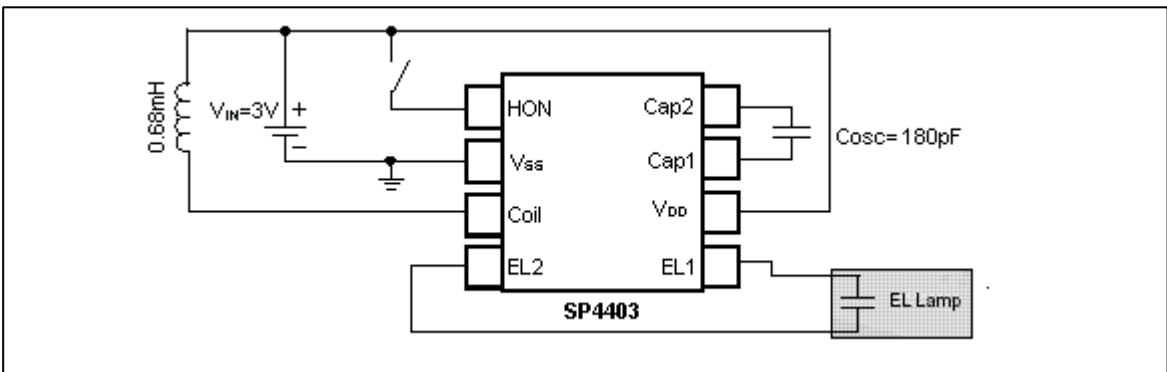 0.68mH
VIN=3V
+
-
HON
Vss
Coil
EL2
Cap2
Cap1
VDD
EL1
Cosc= 180pF
EL Lamp
SP4403